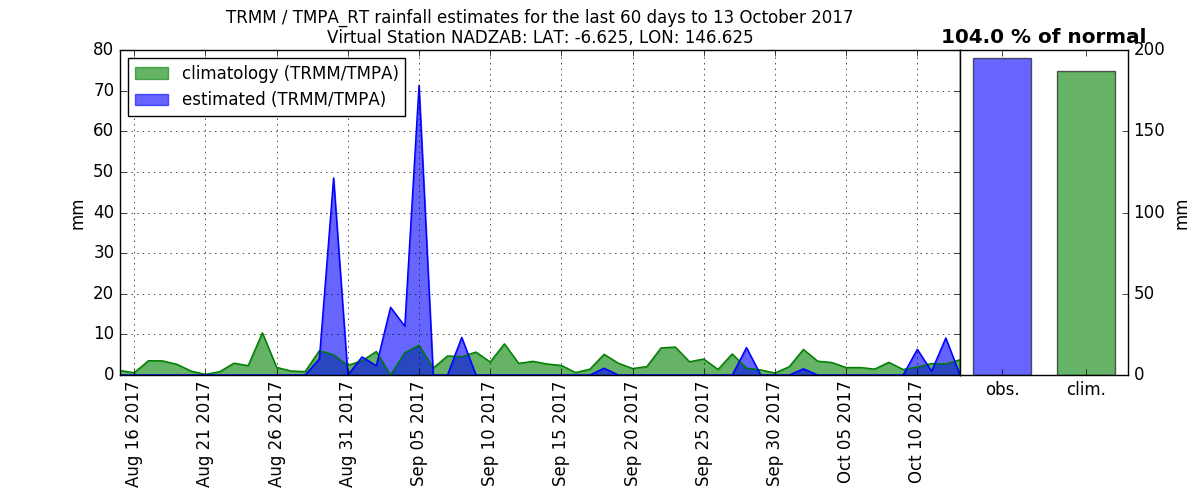 TRMM / TMPA_RT rainfall estimates for the last 60 days to 13 October 2017
Virtual Station NADZAB: LAT: -6.625, LON: 146.625
104.0 % of normal
climatology (TRMM/TMPA)
estimated (TRMM/TMPA)
80
70
60
50
40
30
20
10
0
mm
Aug 16 2017
Aug 21 2017
Aug 26 2017
Aug 31 2017
Sep 05 2017
Sep 10 2017
Sep 15 2017
Sep 20 2017
Sep 25 2017
Sep 30 2017
Oct 05 2017
Oct 10 2017
200
150
100
50
0
mm
obs.
clim.